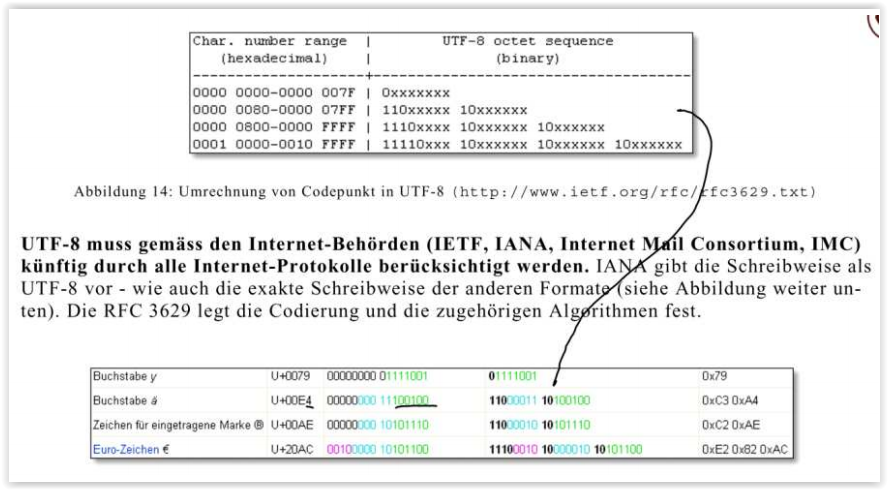 Char. number range | UTF-8 octet sequence
(hexadecimal) | (binary)
--------------------+---------------------------------------------
0000 0000-0000 007F | 0xxxxxxx
0000 0080-0000 07FF | 110xxxxx 10xxxxxx
0000 0800-0000 FFFF | 1110xxxx 10xxxxxx 10xxxxxx
0001 0000-0010 FFFF | 11110xxx 10xxxxxx 10xxxxxx 10xxxxxx
Abbildung 14: Umrechnung von Codepunkt in UTF-8 (http://www.ietf.org/rfc/rfc3629.txt)
UTF-8 muss gemäss den Internet-Behörden (IETF, IANA, Internet Mail Consortium, IMC)
künftig durch alle Internet-Protokolle berücksichtigt werden. IANA gibt die Schreibweise als
UTF-8 vor - wie auch die exakte Schreibweise der anderen Formate (siehe Abbildung weiter un-
ten). Die RFC 3629 legt die Codierung und die zugehörigen Algorithmen fest.
Buchstabe y U+0079 00000000 01111001 01111001 0x79
Buchstabe ä U+00E4 00000000 11100100 11000011 10100100 0xC3 0xA4
Zeichen für eingetragene Marke ® U+00AE 00000000 10101110 11000010 10101110 0xC2 0xAE
Euro-Zeichen € U+20AC 00100000 10101100 11100010 10000010 10101100 0xE2 0x82 0xAC